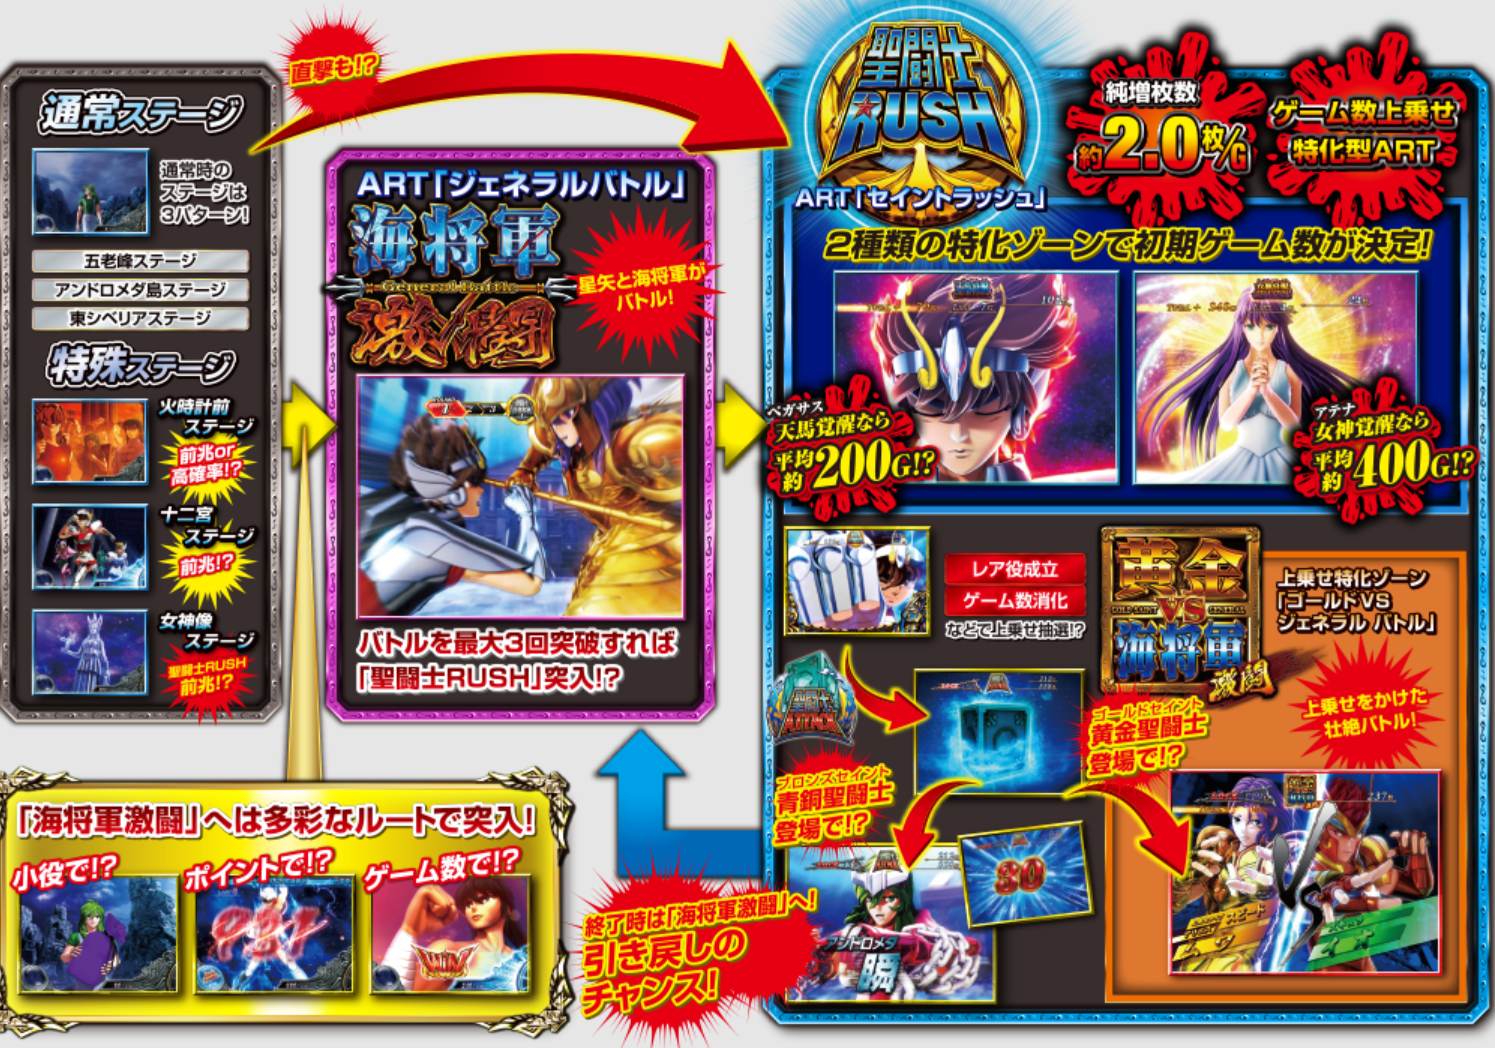 直撃も!?
通常ステージ
通常時の
ステージは
3パターン!
五老峰ステージ
アンドロメダ島ステージ
東シベリアステージ
特殊ステージ
火時計前
ステージ
前兆or
高確率!?
十二宮
ステージ
前兆!?
女神像
ステージ
聖闘士RUSH
前兆!?
ART「ジェネラルバトル」
海将軍
General Battle
激闘
星矢と海将軍が
バトル!
バトルを最大3回突破すれば
「聖闘士RUSH」突入!?
「海将軍激闘」へは多彩なルートで突入!
小役で!?
ポイントで!?
ゲーム数で!?
WIN
聖闘士
RUSH
ART「セイントラッシュ」
純増枚数
約2.0枚/G
ゲーム数上乗せ
特化型ART
2種類の特化ゾーンで初期ゲーム数が決定!
ペガサス
天馬覚醒なら
平均
約200G!?
アテナ
女神覚醒なら
平均
約400G!?
レア役成立
ゲーム数消化
などで上乗せ抽選!?
聖闘士
ATTACK
ブロンズセイント
青銅聖闘士
登場で!?
アンドロメダ
瞬
80
ゴールドセイント
黄金聖闘士
登場で!?
黄金
GOLD SAINT VS GENERAL
海将軍
激闘
上乗せ特化ゾーン
「ゴールドVS
ジェネラル バトル」
上乗せをかけた
壮絶バトル!
VS
スピード
ムウ
終了時は「海将軍激闘」へ!
引き戻しの
チャンス!